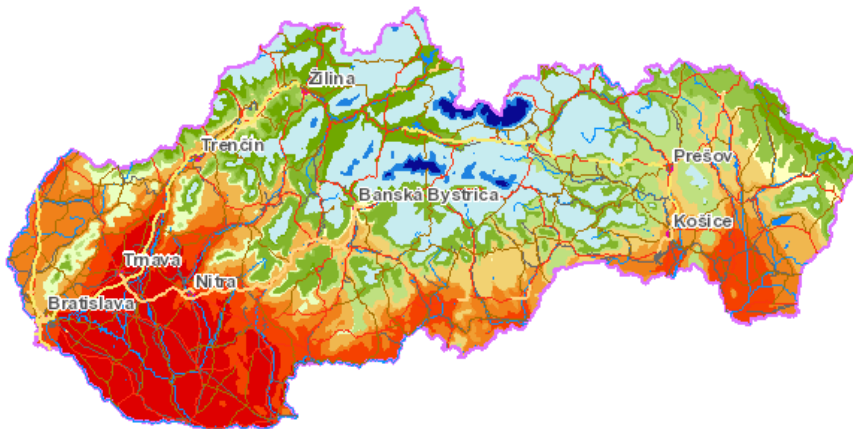 Žilina
Trenčín
Prešov
Banská Bystrica
Košice
Trnava
Nitra
Bratislava